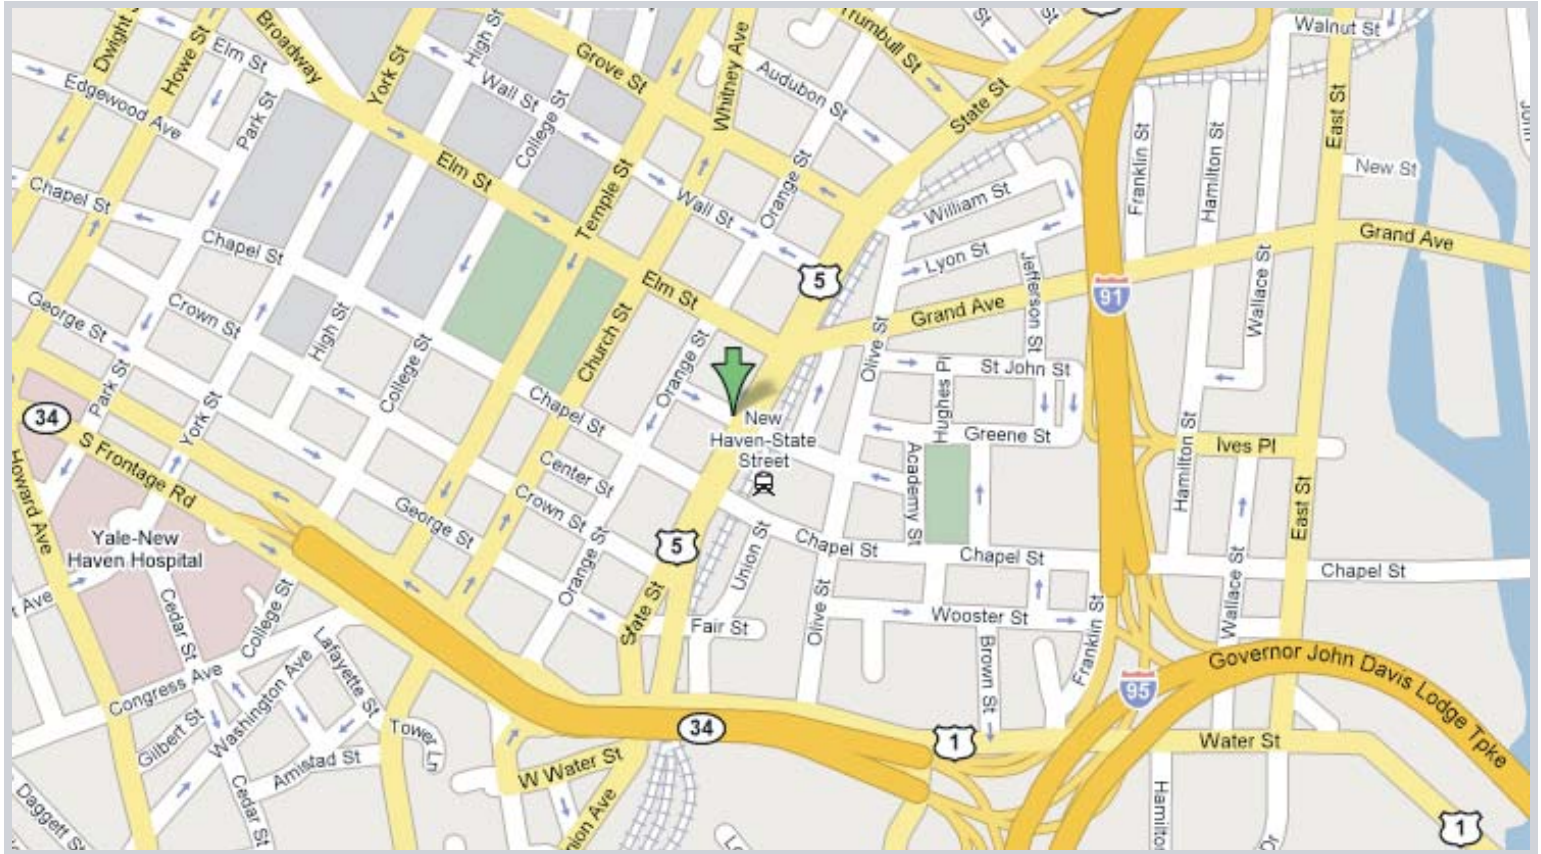 Dwight St
Howe St
Broadway
York St
High St
Elm St
Grove St
Whitney Ave
Trumbull St
St
St
Walnut St
Edgewood Ave
Park St
Wall St
College St
Audubon St
State St
East St
Franklin St
Hamilton St
New St
Elm St
Temple St
Orange St
Wall St
William St
Chapel St
Chapel St
Lyon St
Grand Ave
5
Elm St
Grand Ave
Jefferson St
91
Wallace St
George St
Crown St
High St
Church St
Orange St
Olive St
St John St
College St
Park St
York St
Chapel St
Hughes Pl
34
New
Haven-State
Street
Greene St
Academy St
Ives Pl
Hamilton St
S Frontage Rd
Howard Ave
Center St
Crown St
George St
East St
Yale-New
Haven Hospital
5
Chapel St
Chapel St
Chapel St
Union St
Orange St
Ave
Cedar St
College St
State St
Fair St
Olive St
Wooster St
Franklin St
Wallace St
Brown St
Congress Ave
Lafayette St
Washington Ave
Gilbert St
95
Governor John Davis Lodge Tpke
Tower Ln
34
1
Water St
Amistad St
W Water St
Cedar St
Daggett St
1